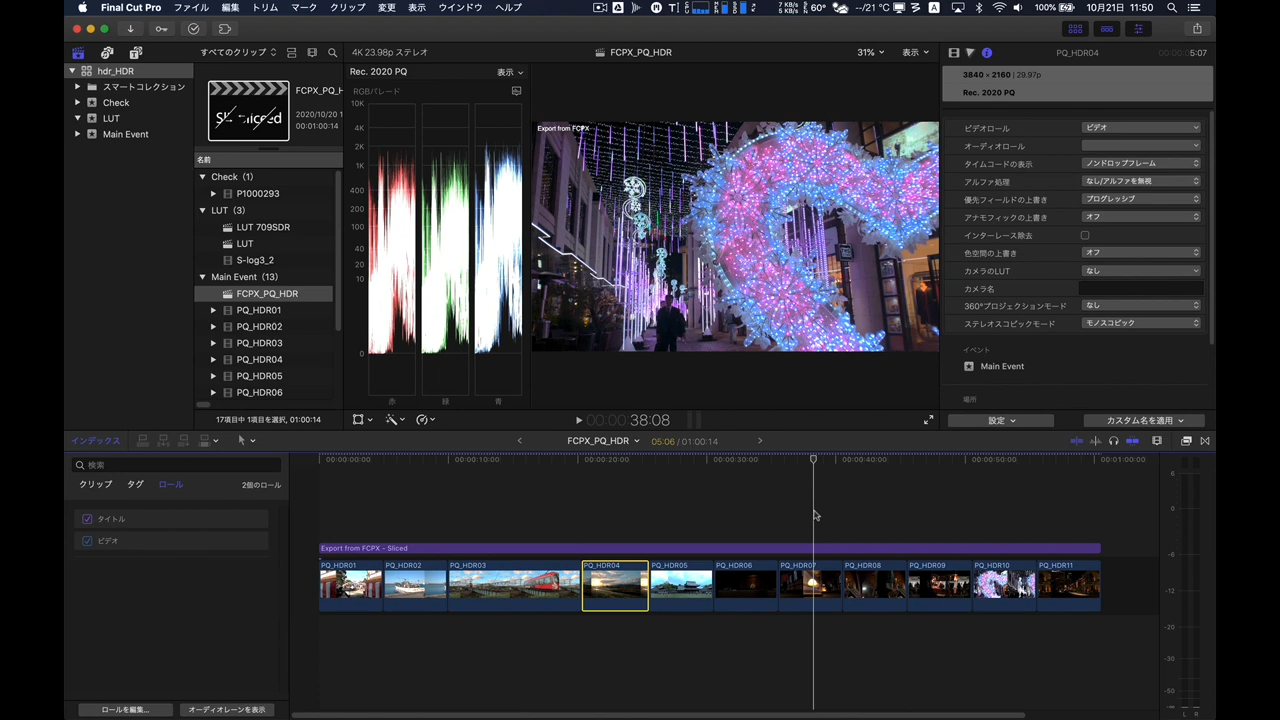 Final Cut Pro ファイル 編集 トリム マーク クリップ 変更 表示 ウインドウ ヘルプ
60° --/21 ℃ 100% 10月21日 11:50
すべてのクリップ
4K 23.98p ステレオ
FCPX_PQ_HDR
31%
表示
PQ_HDR04
5:07
hdr_HDR
スマートコレクション
Check
LUT
Main Event
FCPX_PQ_H
2020/10/20 1
00:01:00:14
名前
Check（1）
P1000293
LUT（3）
LUT 709SDR
LUT
S-log3_2
Main Event（13）
FCPX_PQ_HDR
PQ_HDR01
PQ_HDR02
PQ_HDR03
PQ_HDR04
PQ_HDR05
PQ_HDR06
17項目中 1項目を選択, 01:00:14
Rec. 2020 PQ
表示
RGBパレード
10K
4K
2K
1K
400
200
100
40
20
10
0
赤 緑 青
Export from FCPX
00:00:38:08
3840 × 2160 | 29.97p
Rec. 2020 PQ
ビデオロール ビデオ
オーディオロール
タイムコードの表示 ノンドロップフレーム
アルファ処理 なし/アルファを無視
優先フィールドの上書き プログレッシブ
アナモフィックの上書き オフ
インターレース除去
色空間の上書き オフ
カメラのLUT なし
カメラ名
360°プロジェクションモード なし
ステレオスコピックモード モノスコピック
イベント
Main Event
場所
設定
カスタム名を適用
インデックス
FCPX_PQ_HDR
05:06 / 01:00:14
検索
クリップ タグ ロール 2個のロール
タイトル
ビデオ
ロールを編集...
オーディオレーンを表示
00:00:00:00 00:00:10:00 00:00:20:00 00:00:30:00 00:00:40:00 00:00:50:00 00:01:00:00
Export from FCPX - Sliced
PQ_HDR01 PQ_HDR02 PQ_HDR03 PQ_HDR04 PQ_HDR05 PQ_HDR06 PQ_HDR07 PQ_HDR08 PQ_HDR09 PQ_HDR10 PQ_HDR11
6
0
-6
-12
-20
-30
-50
-∞
L R